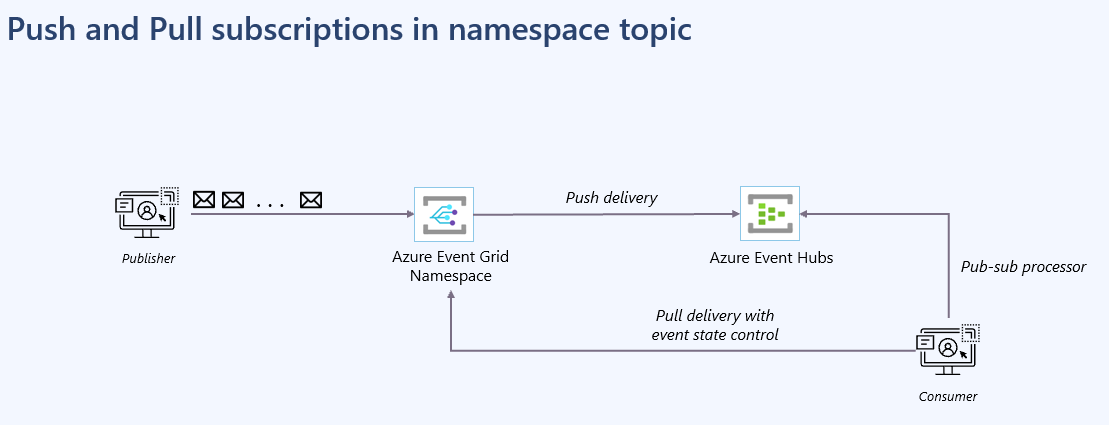 Push and Pull subscriptions in namespace topic
. . .
Push delivery
Publisher
Azure Event Grid
Namespace
Azure Event Hubs
Pub-sub processor
Pull delivery with
event state control
Consumer